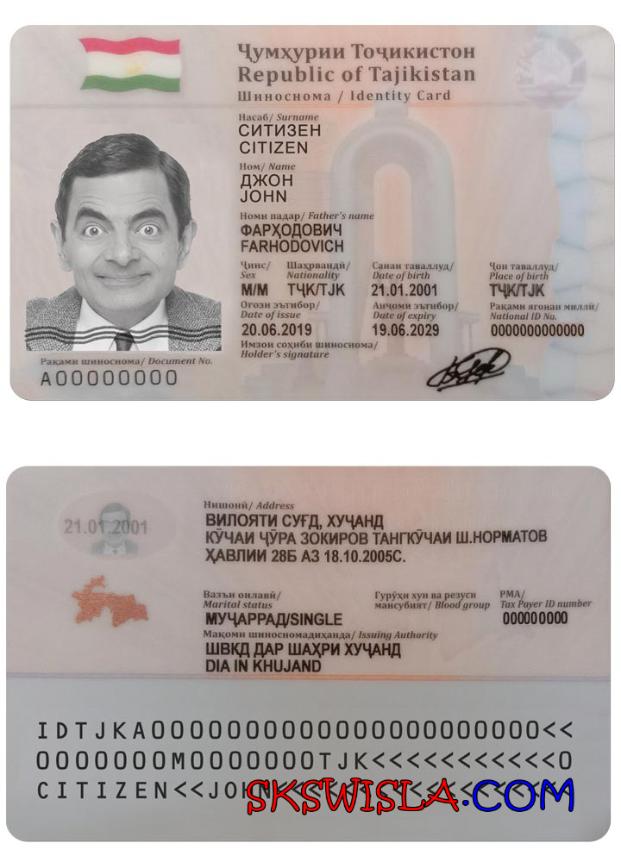 Ҷумҳурии Тоҷикистон
Republic of Tajikistan
Шиноснома / Identity Card
Насаб/ Surname
СИТИЗЕН
CITIZEN
Ном/ Name
ДЖОН
JOHN
Номи падар/ Father's name
ФАРҲОДОВИЧ
FARHODOVICH
Ҷинс/ Sex Шаҳрвандӣ/ Nationality Санаи таваллуд/ Date of birth Ҷои таваллуд/ Place of birth
M/M ТҶК/TJK 21.01.2001 ТҶК/TJK
Оғози эътибор/ Date of issue Анҷоми эътибор/ Date of expiry Рақами ягонаи миллӣ/ National ID No.
20.06.2019 19.06.2029 0000000000000
Имзои соҳиби шиноснома/
Holder's signature
Рақами шиноснома/ Document No.
A00000000
21.01.2001
Нишонӣ/ Address
ВИЛОЯТИ СУҒД, ХУҶАНД
КӮЧАИ ҶӮРА ЗОКИРОВ ТАНГКӮЧАИ Ш.НОРМАТОВ
ҲАВЛИИ 28Б АЗ 18.10.2005С.
Вазъи оилавӣ/ Marital status Гурӯҳи хун ва резуси мансубият/ Blood group РМА/ Tax Payer ID number
МУҶАРРАД/SINGLE 000000000
Мақоми шиносномадиҳанда/ Issuing Authority
ШВКД ДАР ШАҲРИ ХУҶАНД
DIA IN KHUJAND
IDTJKA000000000000000000000<<
0000000M0000000TJK<<<<<<<<<<0
CITIZEN<<JOHN<<<<<<<<<<<<<<<<
SKSWISLA.COM